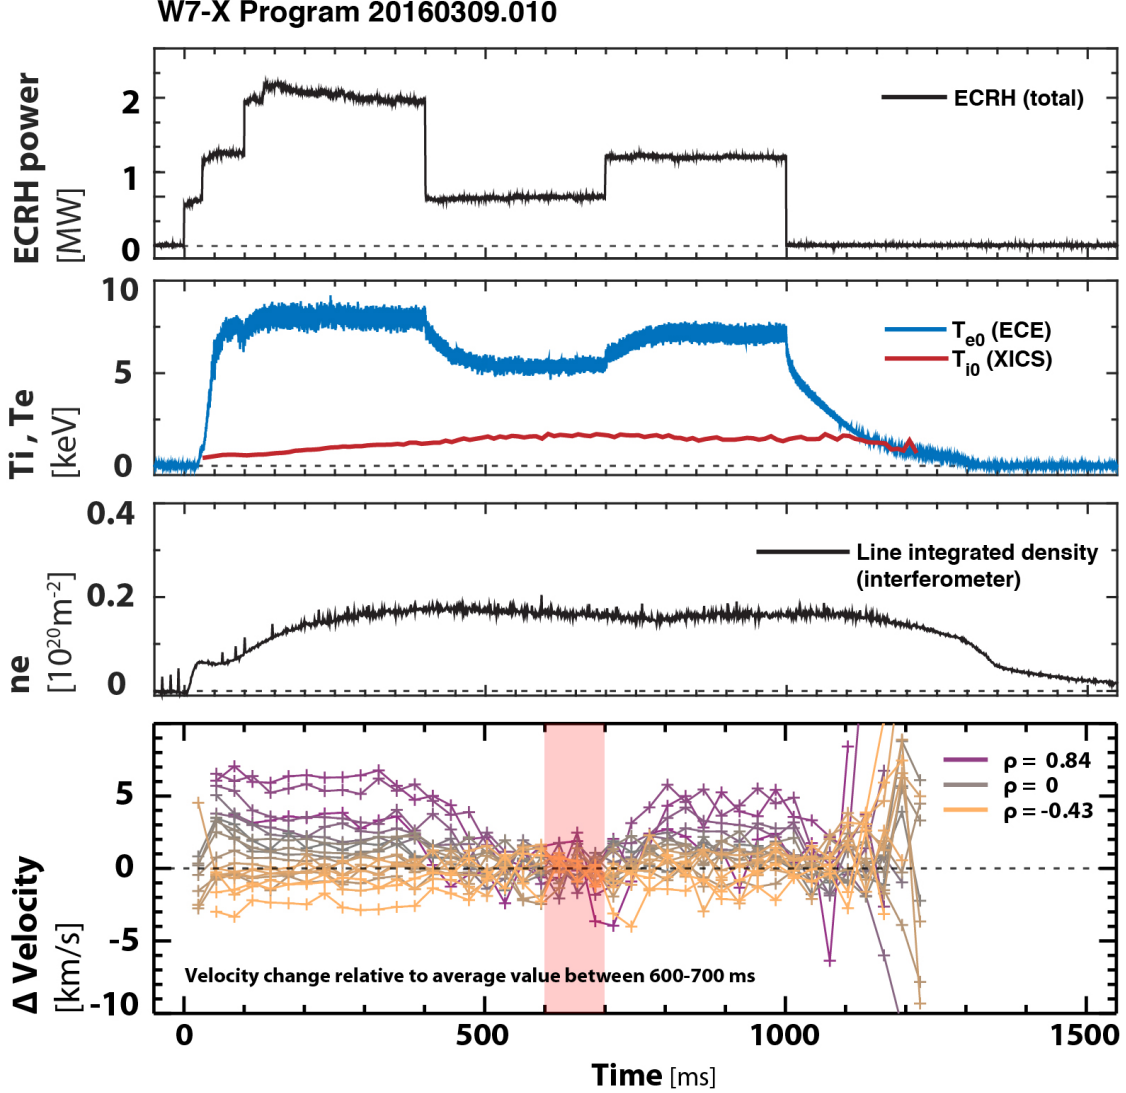 W7-X Program 20160309.010
ECRH power
[MW]
2
1
0
ECRH (total)
Ti , Te
[keV]
10
5
0
Te0 (ECE)
Ti0 (XICS)
ne
[10²⁰m⁻²]
0.4
0.2
0
Line integrated density
(interferometer)
Δ Velocity
[km/s]
5
0
-5
-10
ρ = 0.84
ρ = 0
ρ = -0.43
Velocity change relative to average value between 600-700 ms
0 500 1000 1500
Time [ms]